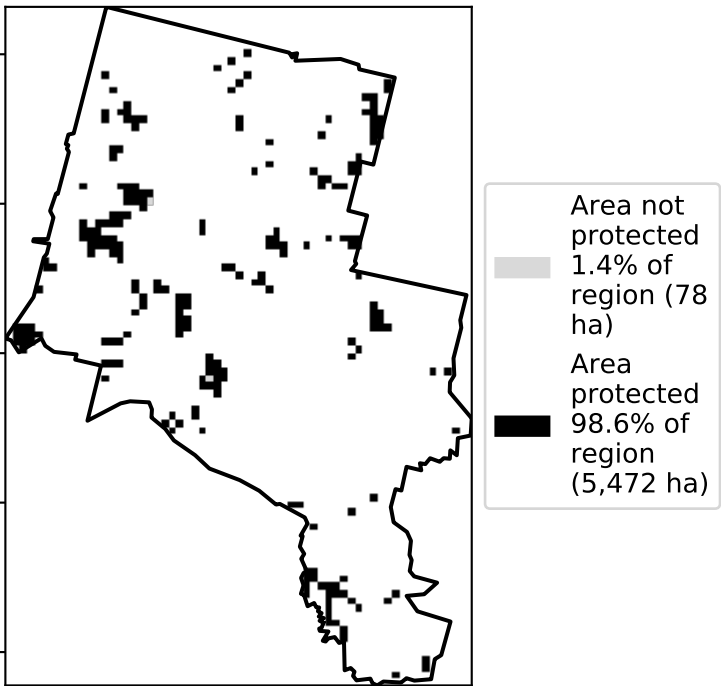 Area not
protected
1.4% of
region (78
ha)
Area
protected
98.6% of
region
(5,472 ha)